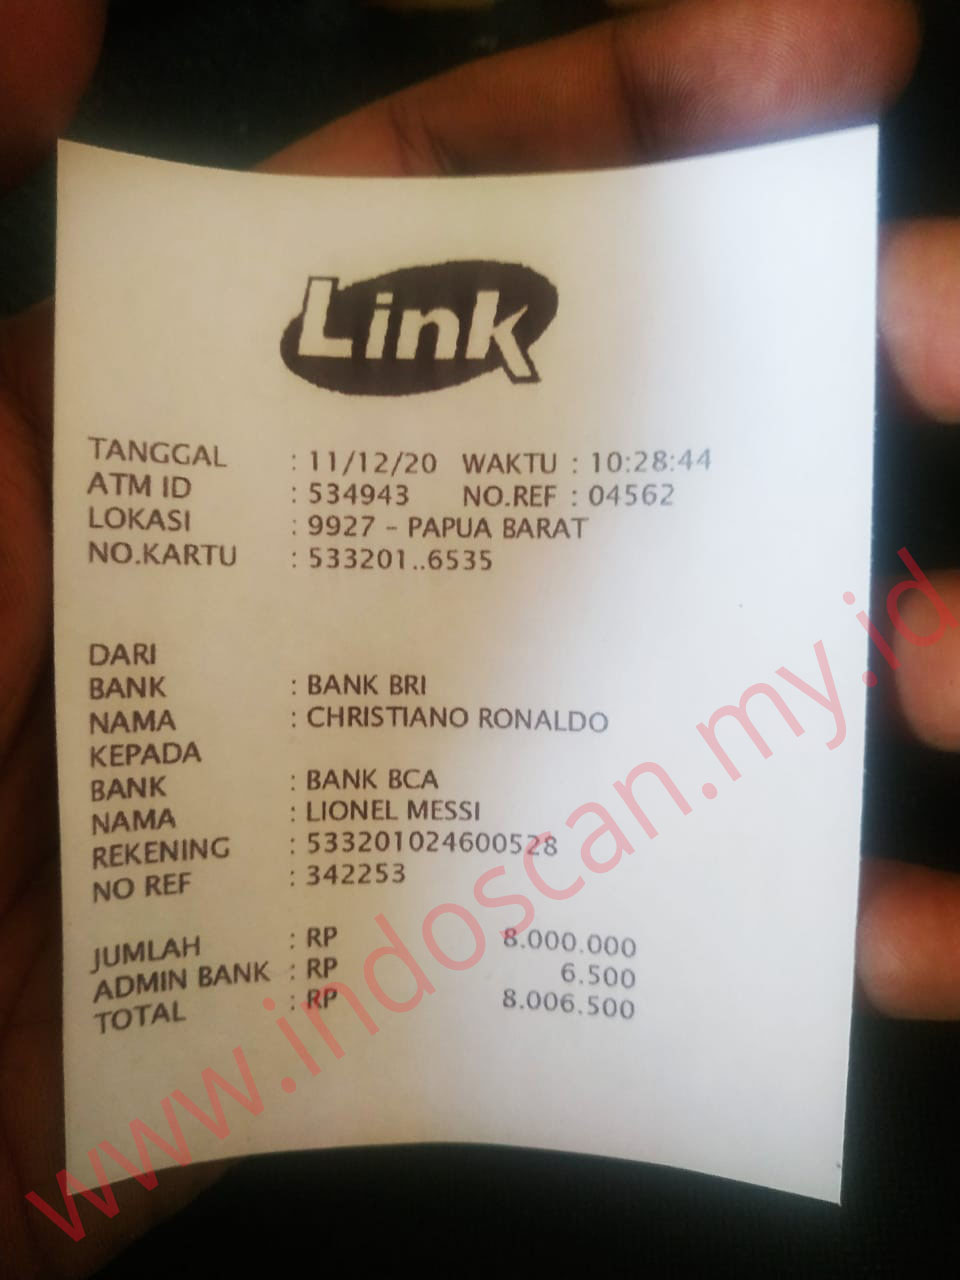 Link
TANGGAL : 11/12/20 WAKTU : 10:28:44
ATM ID : 534943 NO.REF : 04562
LOKASI : 9927 - PAPUA BARAT
NO.KARTU : 533201..6535
DARI
BANK : BANK BRI
NAMA : CHRISTIANO RONALDO
KEPADA
BANK : BANK BCA
NAMA : LIONEL MESSI
REKENING : 533201024600528
NO REF : 342253
JUMLAH : RP 8.000.000
ADMIN BANK : RP 6.500
TOTAL : RP 8.006.500
www.indoscan.my.id